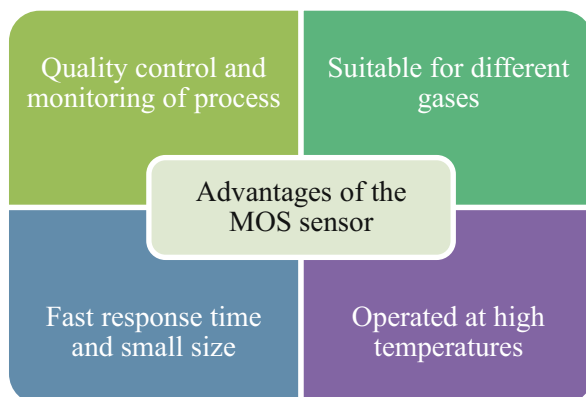 Quality control and
monitoring of process
Suitable for different
gases
Advantages of the
MOS sensor
Fast response time
and small size
Operated at high
temperatures